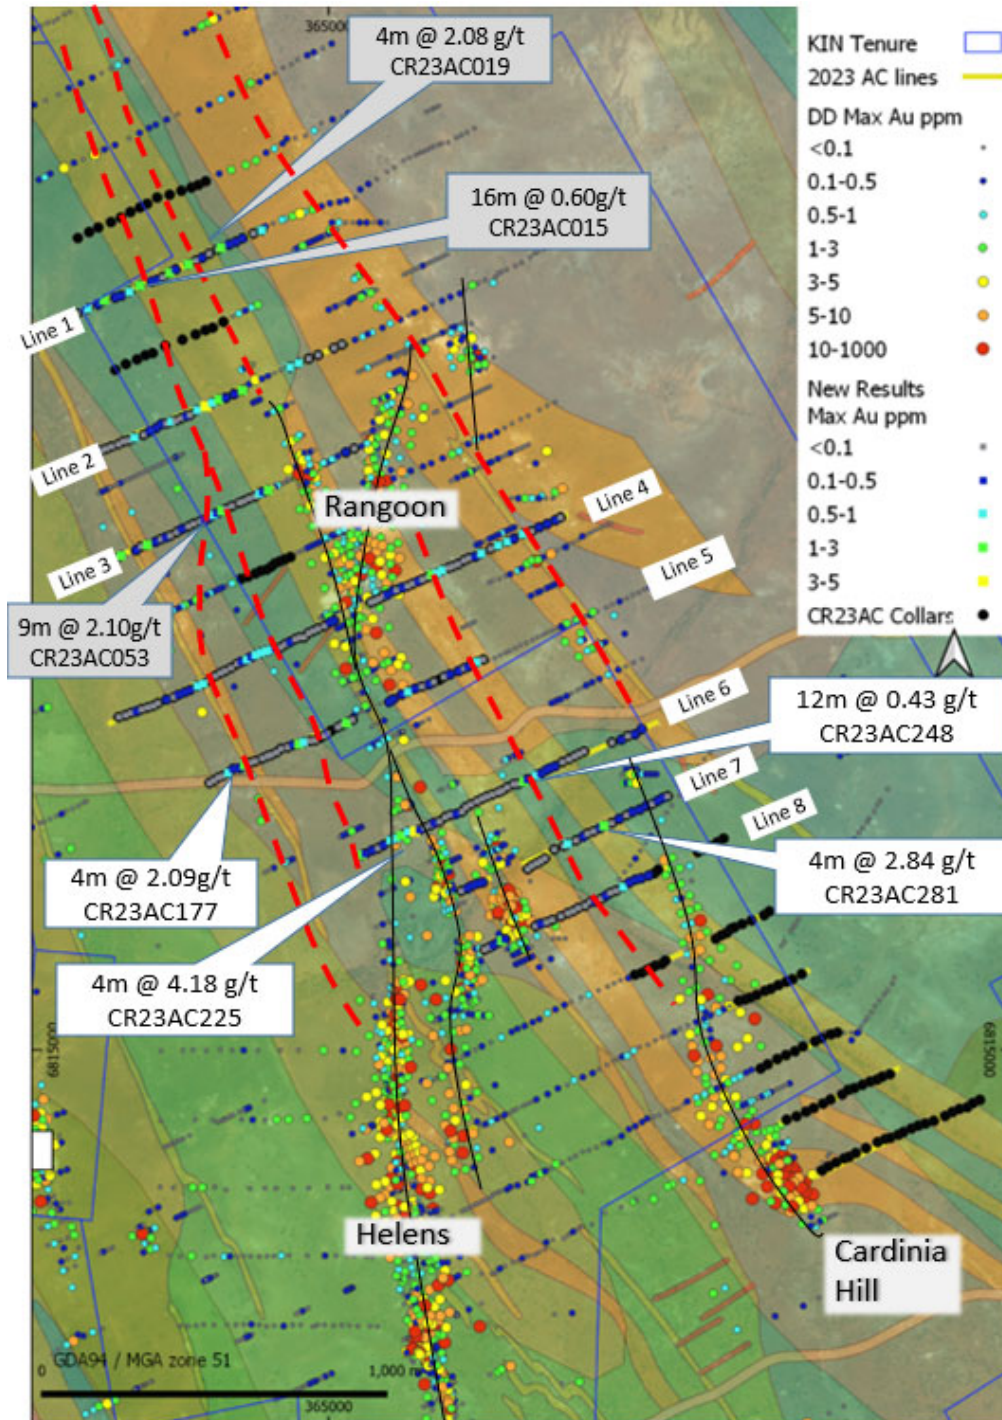 365000
4m @ 2.08 g/t
CR23AC019
16m @ 0.60g/t
CR23AC015
KIN Tenure
2023 AC lines
DD Max Au ppm
<0.1
0.1-0.5
0.5-1
1-3
3-5
5-10
10-1000
New Results
Max Au ppm
<0.1
0.1-0.5
0.5-1
1-3
3-5
CR23AC Collars
Line 1
Line 2
Line 3
Rangoon
Line 4
Line 5
9m @ 2.10g/t
CR23AC053
Line 6
12m @ 0.43 g/t
CR23AC248
Line 7
Line 8
4m @ 2.09g/t
CR23AC177
4m @ 2.84 g/t
CR23AC281
4m @ 4.18 g/t
CR23AC225
6815000
6815000
Helens
Cardinia
Hill
GDA94 / MGA zone 51
0
1,000 m
365000